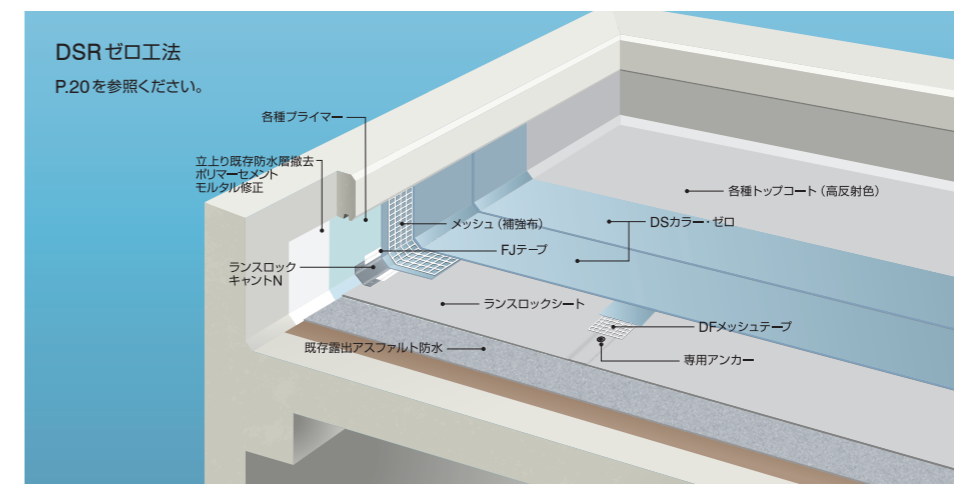 DSRゼロ工法
P.20を参照ください。
各種プライマー
立上り既存防水層撤去
ポリマーセメント
モルタル修正
各種トップコート（高反射色）
メッシュ（補強布）
DSカラー・ゼロ
FJテープ
ランスロック
キャントN
ランスロックシート
DFメッシュテープ
既存露出アスファルト防水
専用アンカー